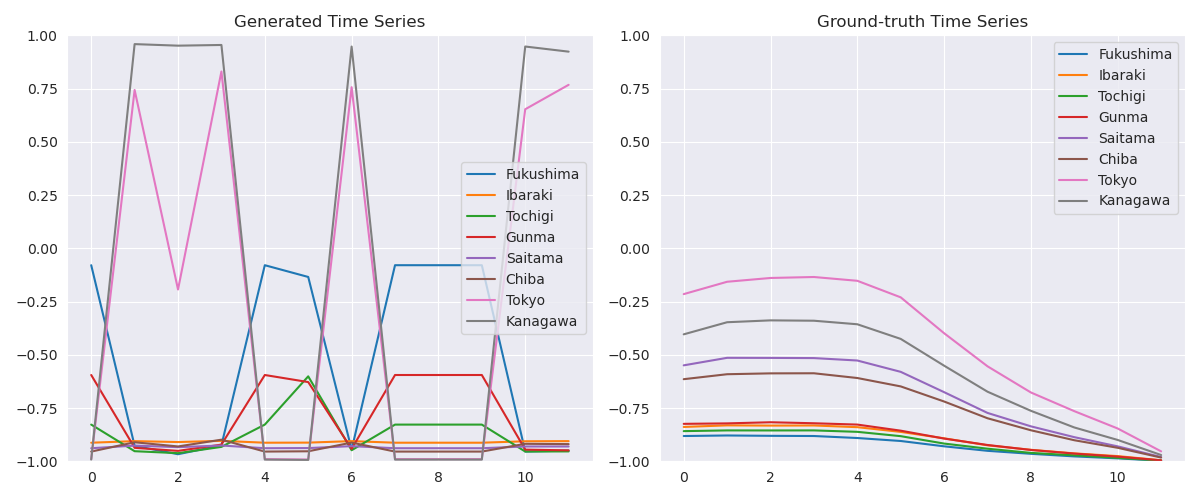 Generated Time Series
1.00
0.75
0.50
0.25
0.00
−0.25
−0.50
−0.75
−1.00
0 2 4 6 8 10
Fukushima
Ibaraki
Tochigi
Gunma
Saitama
Chiba
Tokyo
Kanagawa
Ground-truth Time Series
1.00
0.75
0.50
0.25
0.00
−0.25
−0.50
−0.75
−1.00
0 2 4 6 8 10
Fukushima
Ibaraki
Tochigi
Gunma
Saitama
Chiba
Tokyo
Kanagawa